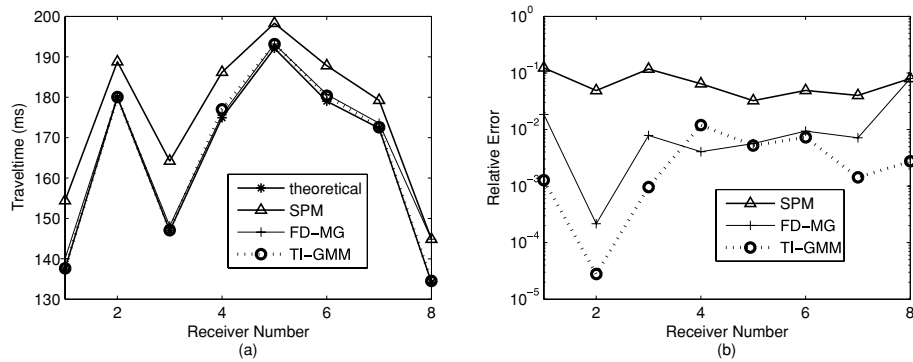 200
190
180
170
160
150
140
130
Traveltime (ms)
theoretical
SPM
FD−MG
TI−GMM
2
4
6
8
Receiver Number
(a)
10^0
10^-1
10^-2
10^-3
10^-4
10^-5
Relative Error
SPM
FD−MG
TI−GMM
2
4
6
8
Receiver Number
(b)